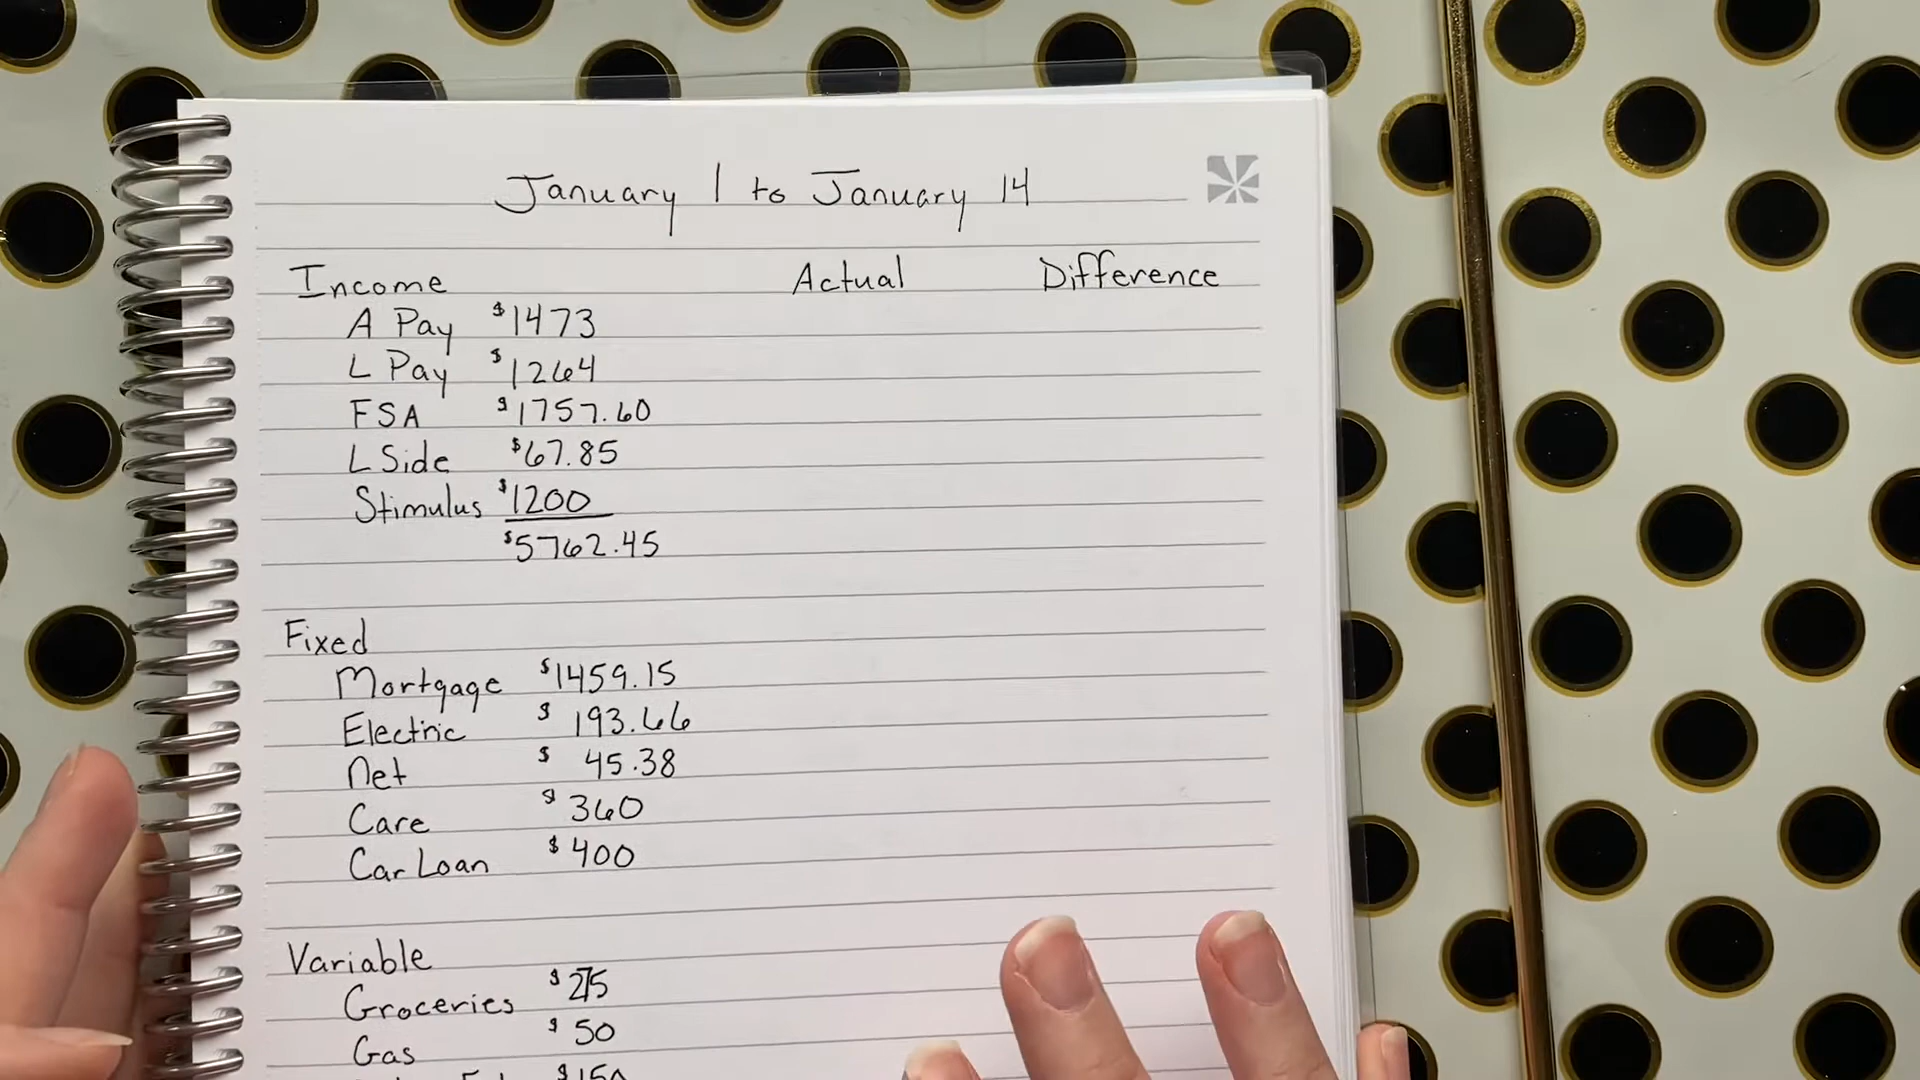 January 1 to January 14
Income Actual Difference
A Pay $1473
L Pay $1264
FSA $1757.60
L Side $67.85
Stimulus $1200
$5762.45
Fixed
Mortgage $1459.15
Electric $193.66
Net $45.38
Care $360
Car Loan $400
Variable
Groceries $275
Gas $50
$150